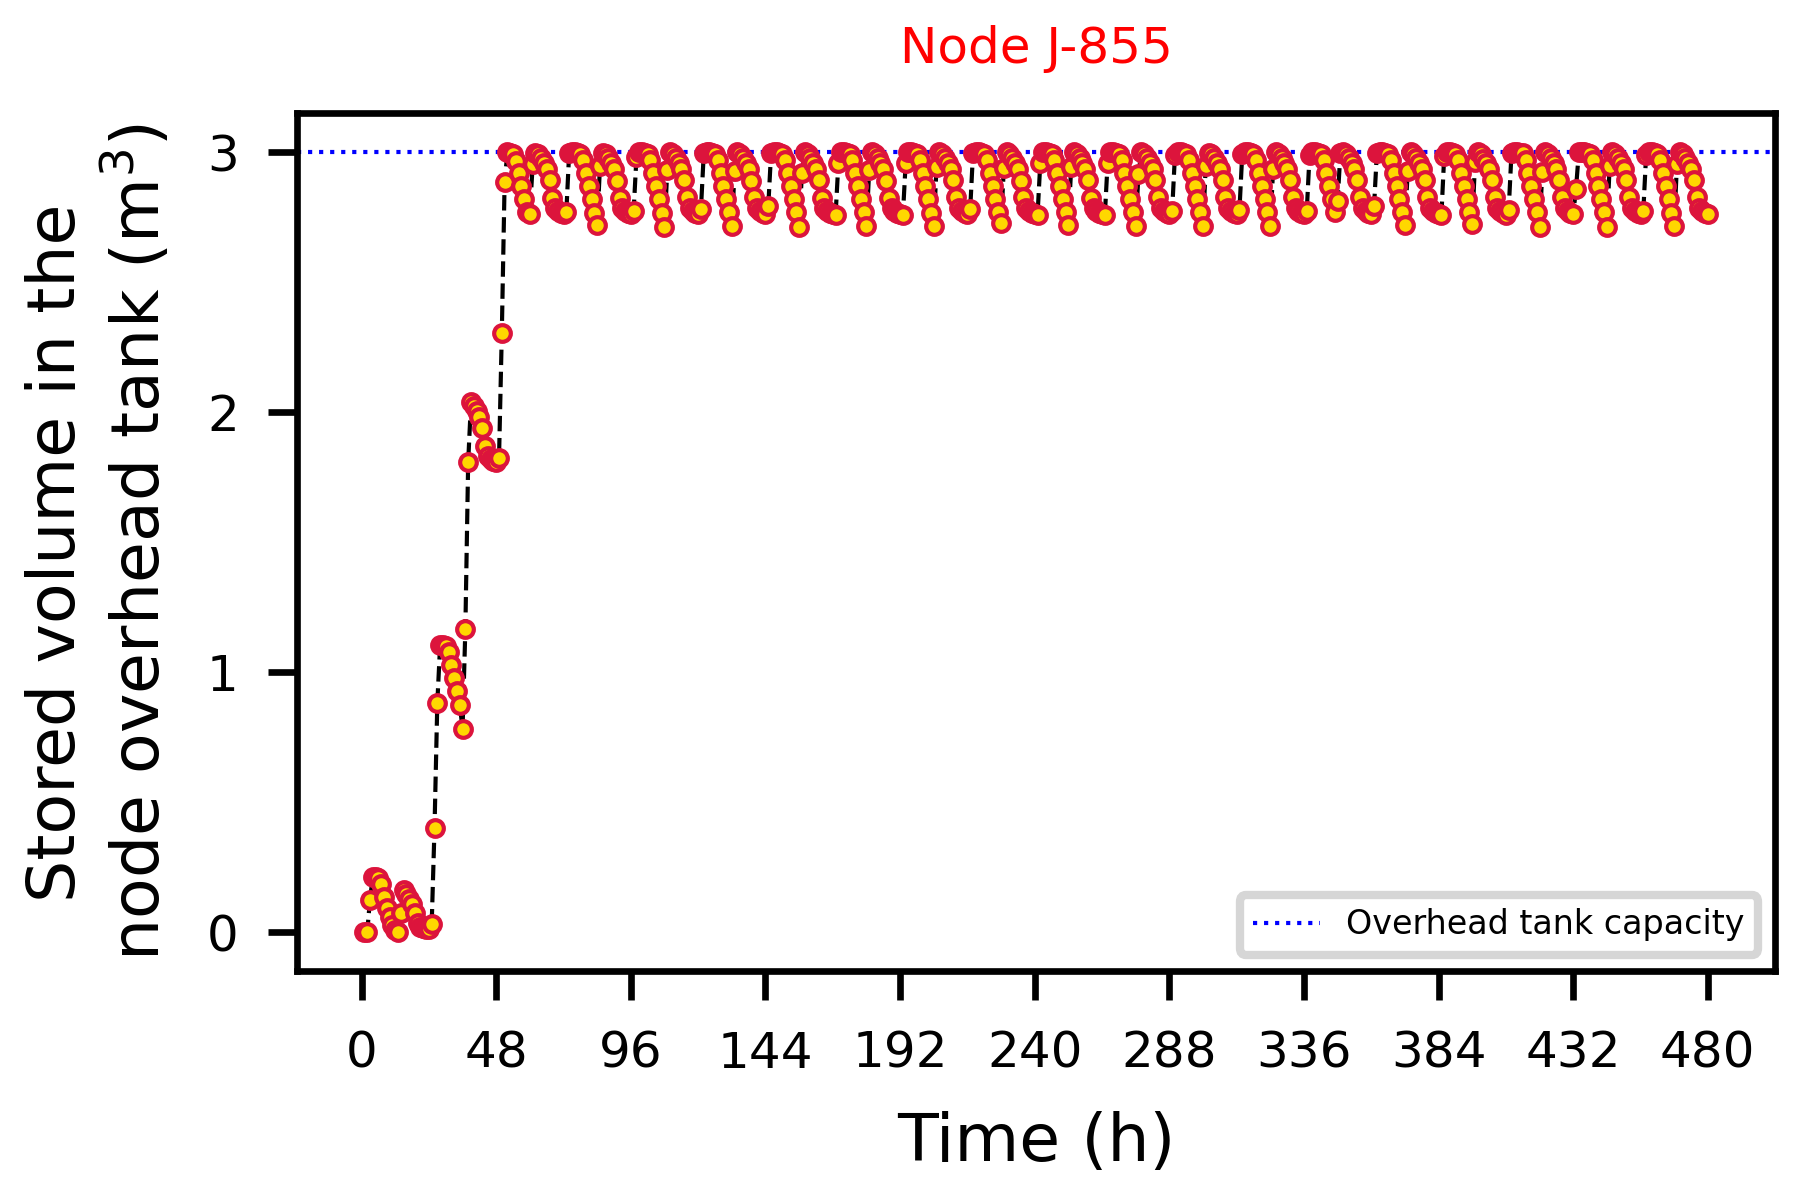 Node J-855
Stored volume in the
node overhead tank (m³)
3
2
1
0
Overhead tank capacity
0 48 96 144 192 240 288 336 384 432 480
Time (h)